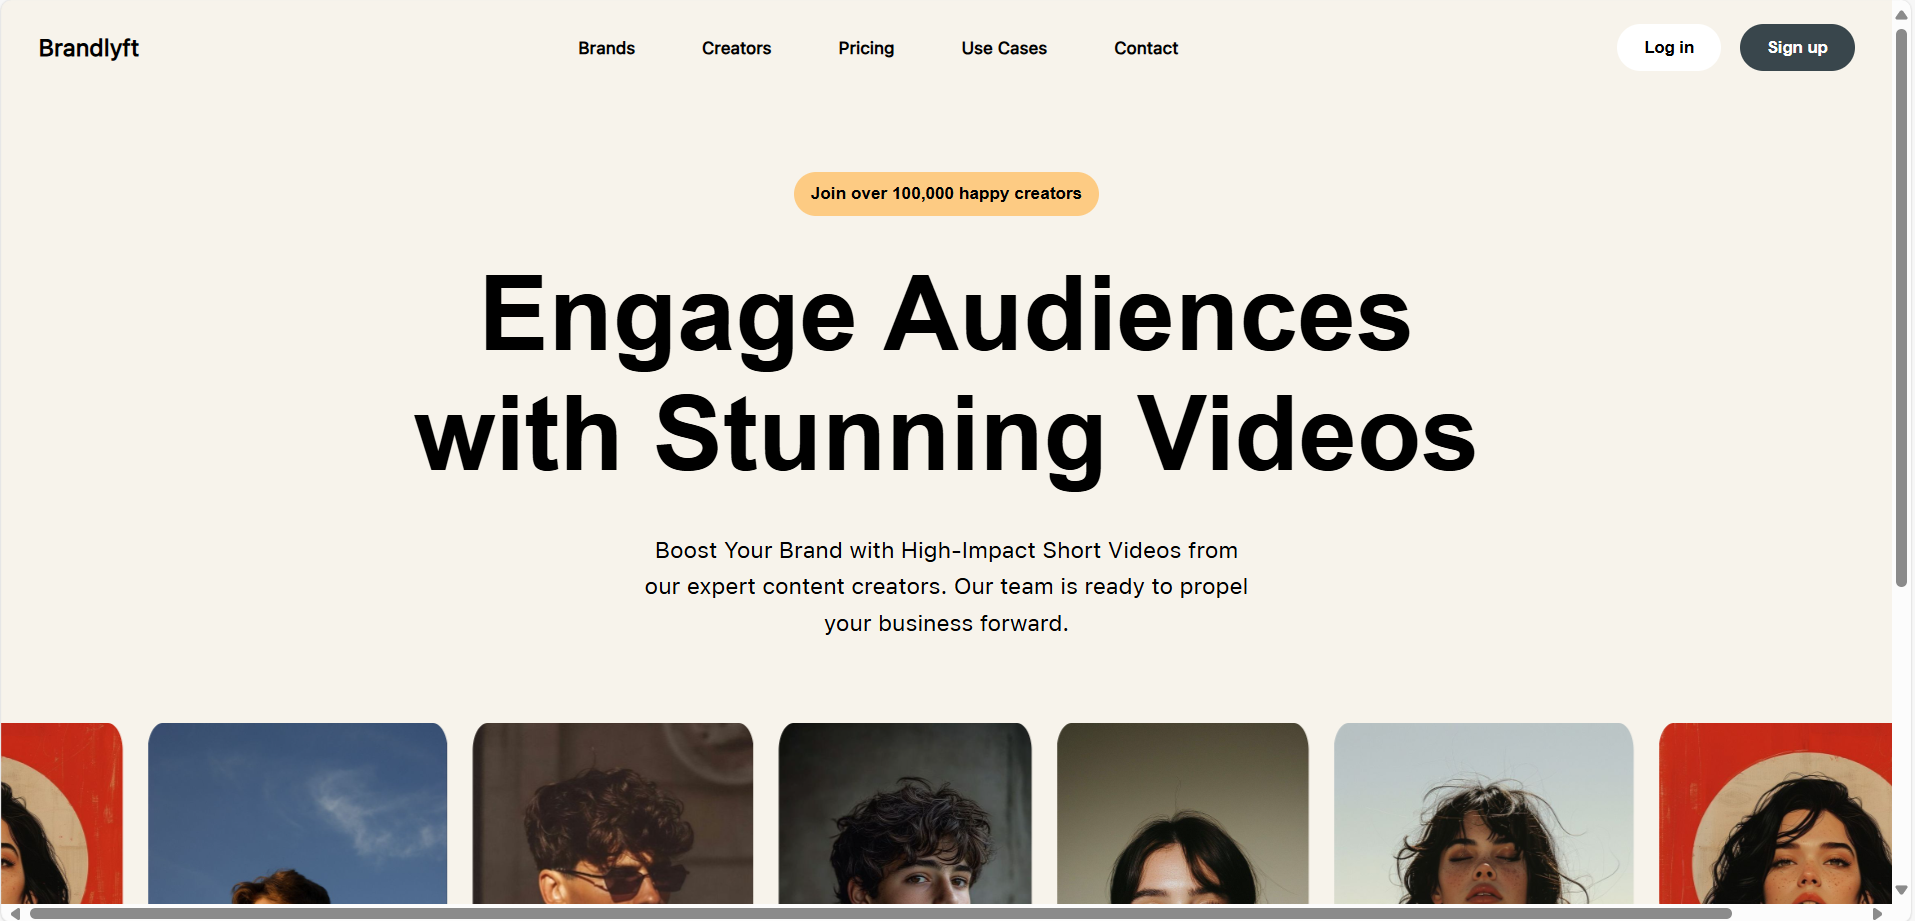 Brandlyft
Brands
Creators
Pricing
Use Cases
Contact
Log in
Sign up
Join over 100,000 happy creators
Engage Audiences
with Stunning Videos
Boost Your Brand with High-Impact Short Videos from
our expert content creators. Our team is ready to propel
your business forward.